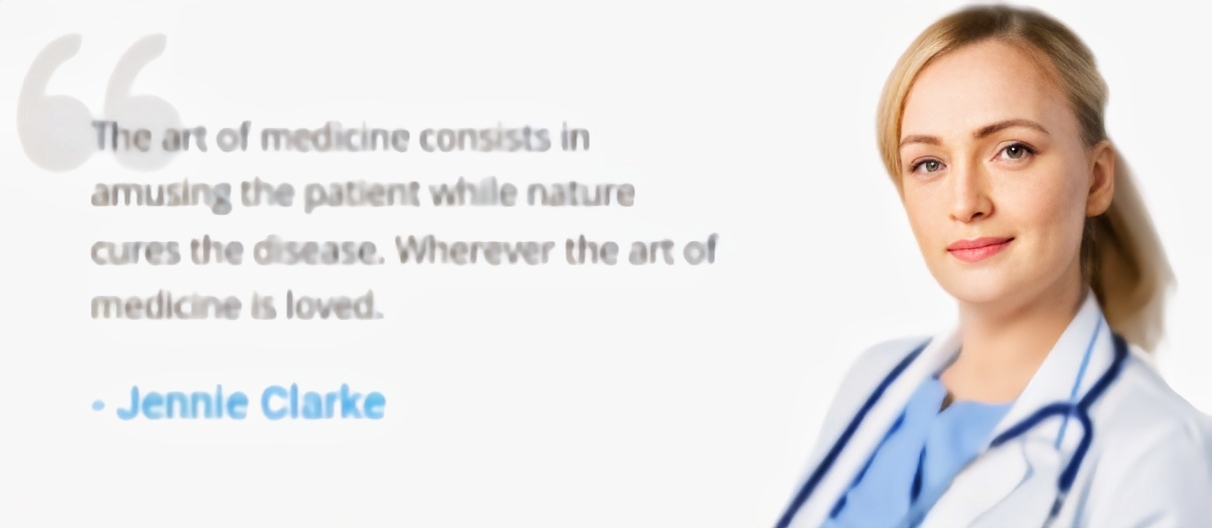 The art of medicine consists in
amusing the patient while nature
cures the disease. Wherever the art of
medicine is loved.
- Jennie Clarke